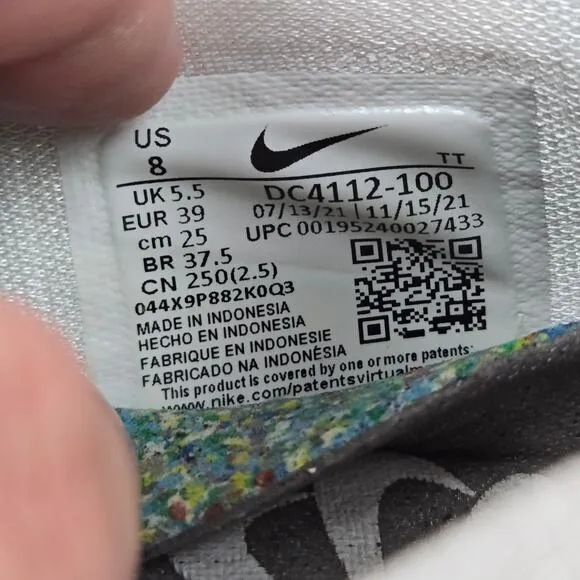 US
8
TT
UK 5.5
DC4112-100
EUR 39
07/13/21 | 11/15/21
cm 25
UPC 00195240027433
BR 37.5
CN 250(2.5)
044X9P882K0Q3
MADE IN INDONESIA
HECHO EN INDONESIA
FABRIQUE EN INDONESIE
FABRICADO NA INDONÉSIA
This product is covered by one or more patents:
www.nike.com/patentsvirtualm